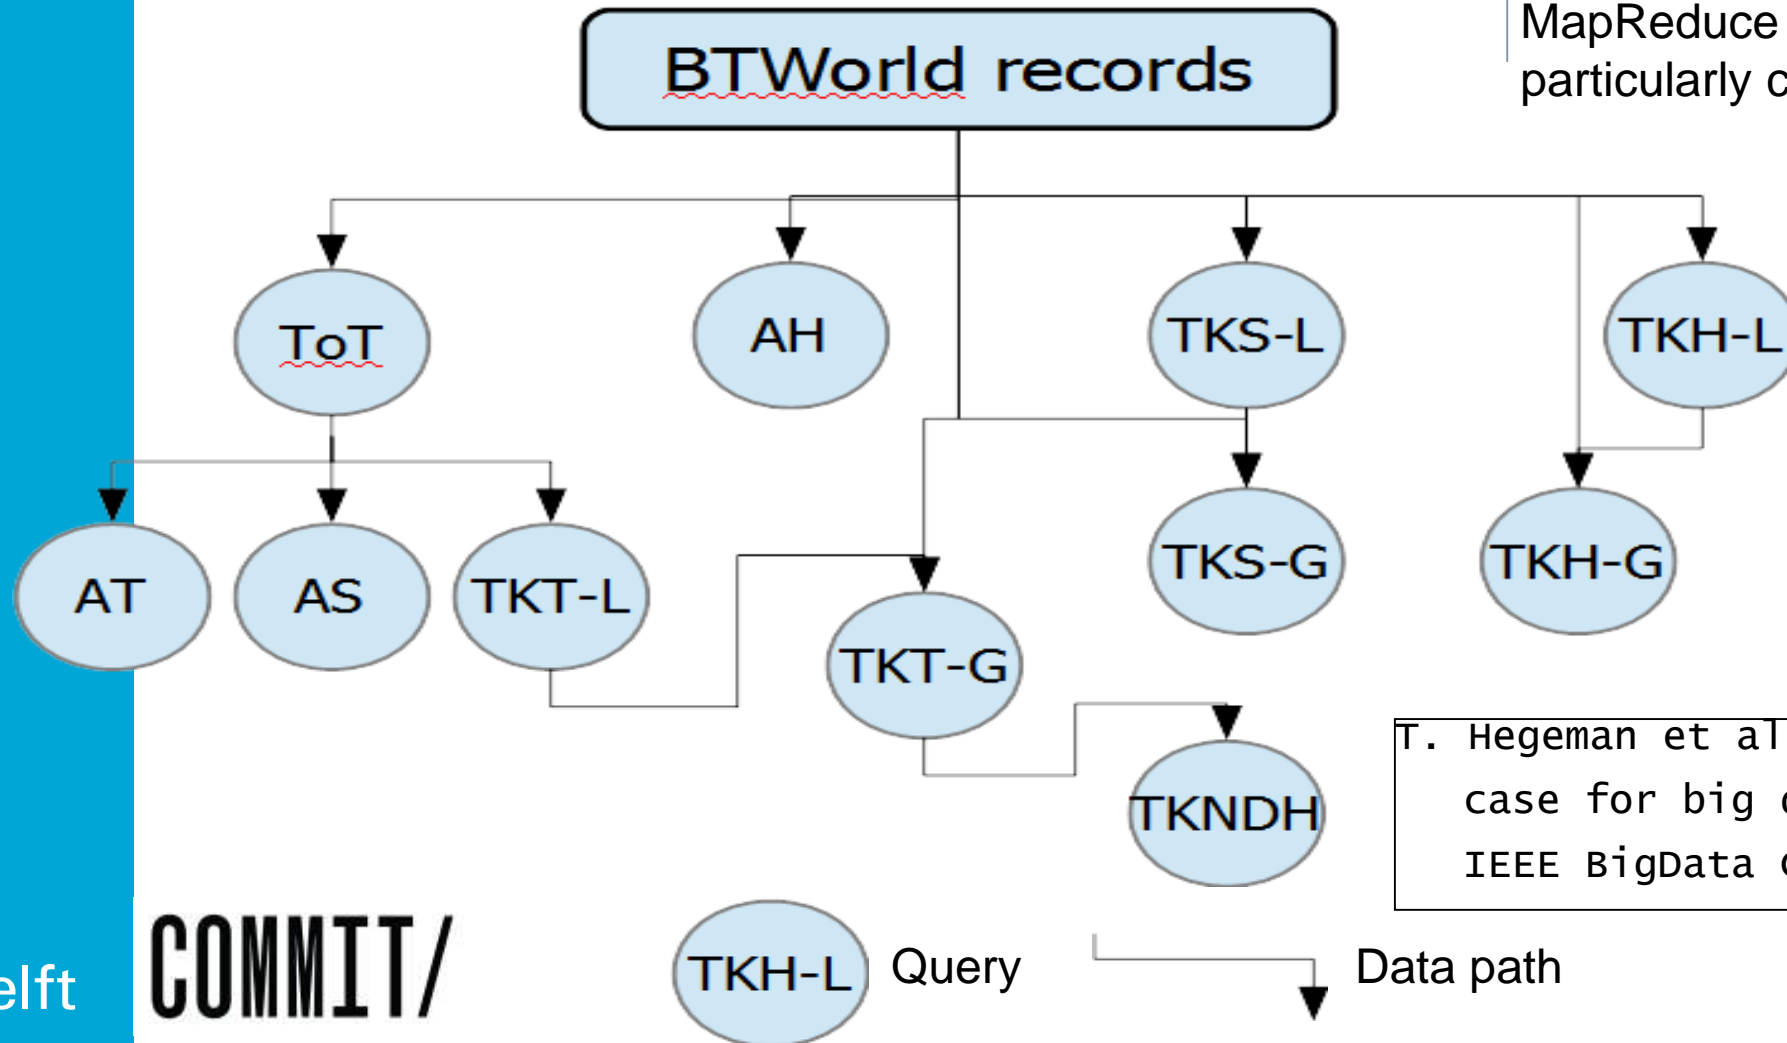 MapReduce
particularly
BTWorld records
ToT
AH
TKS-L
TKH-L
AT
AS
TKT-L
TKT-G
TKS-G
TKH-G
TKNDH
T. Hegeman et al
case for big
IEEE BigData
COMMIT/
elft
TKH-L
Query
Data path